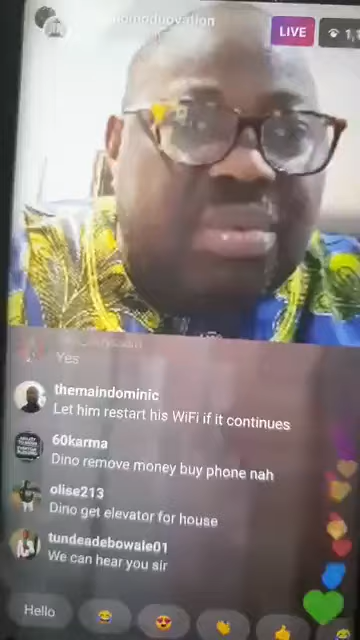 LIVE
Yes
themaindominic
Let him restart his WiFi if it continues
60karma
Dino remove money buy phone nah
olise213
Dino get elevator for house
tundeadebowale01
We can hear you sir
Hello